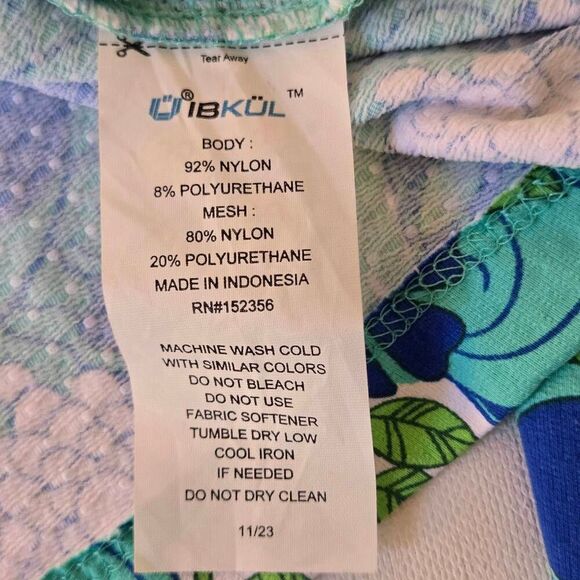 Tear Away
Ü® IBKÜL ™
BODY :
92% NYLON
8% POLYURETHANE
MESH :
80% NYLON
20% POLYURETHANE
MADE IN INDONESIA
RN#152356
MACHINE WASH COLD
WITH SIMILAR COLORS
DO NOT BLEACH
DO NOT USE
FABRIC SOFTENER
TUMBLE DRY LOW
COOL IRON
IF NEEDED
DO NOT DRY CLEAN
11/23